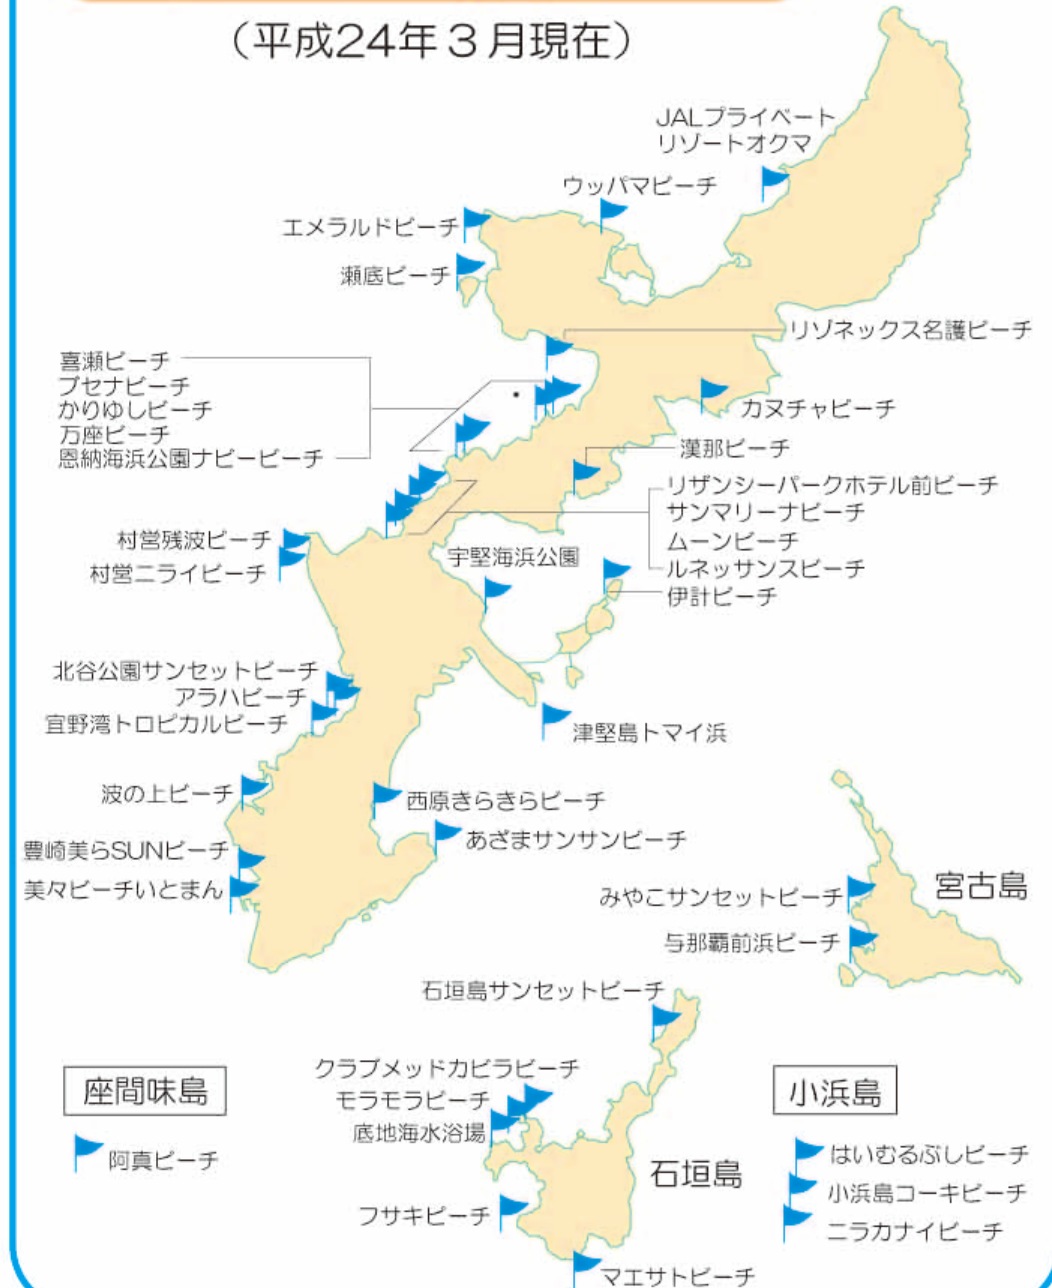 （平成24年３月現在）
JALプライベート
リゾートオクマ
ウッパマビーチ
エメラルドビーチ
瀬底ビーチ
リゾネックス名護ビーチ
喜瀬ビーチ
ブセナビーチ
かりゆしビーチ
万座ビーチ
恩納海浜公園ナビービーチ
カヌチャビーチ
漢那ビーチ
リザンシーパークホテル前ビーチ
サンマリーナビーチ
ムーンビーチ
ルネッサンスビーチ
伊計ビーチ
村営残波ビーチ
村営ニライビーチ
宇堅海浜公園
北谷公園サンセットビーチ
アラハビーチ
宜野湾トロピカルビーチ
津堅島トマイ浜
波の上ビーチ
西原きらきらビーチ
あざまサンサンビーチ
豊崎美らSUNビーチ
美々ビーチいとまん
宮古島
みやこサンセットビーチ
与那覇前浜ビーチ
石垣島サンセットビーチ
クラブメッドカビラビーチ
モラモラビーチ
底地海水浴場
石垣島
フサキビーチ
マエサトビーチ
座間味島
阿真ビーチ
小浜島
はいむるぶしビーチ
小浜島コーキビーチ
ニラカナイビーチ